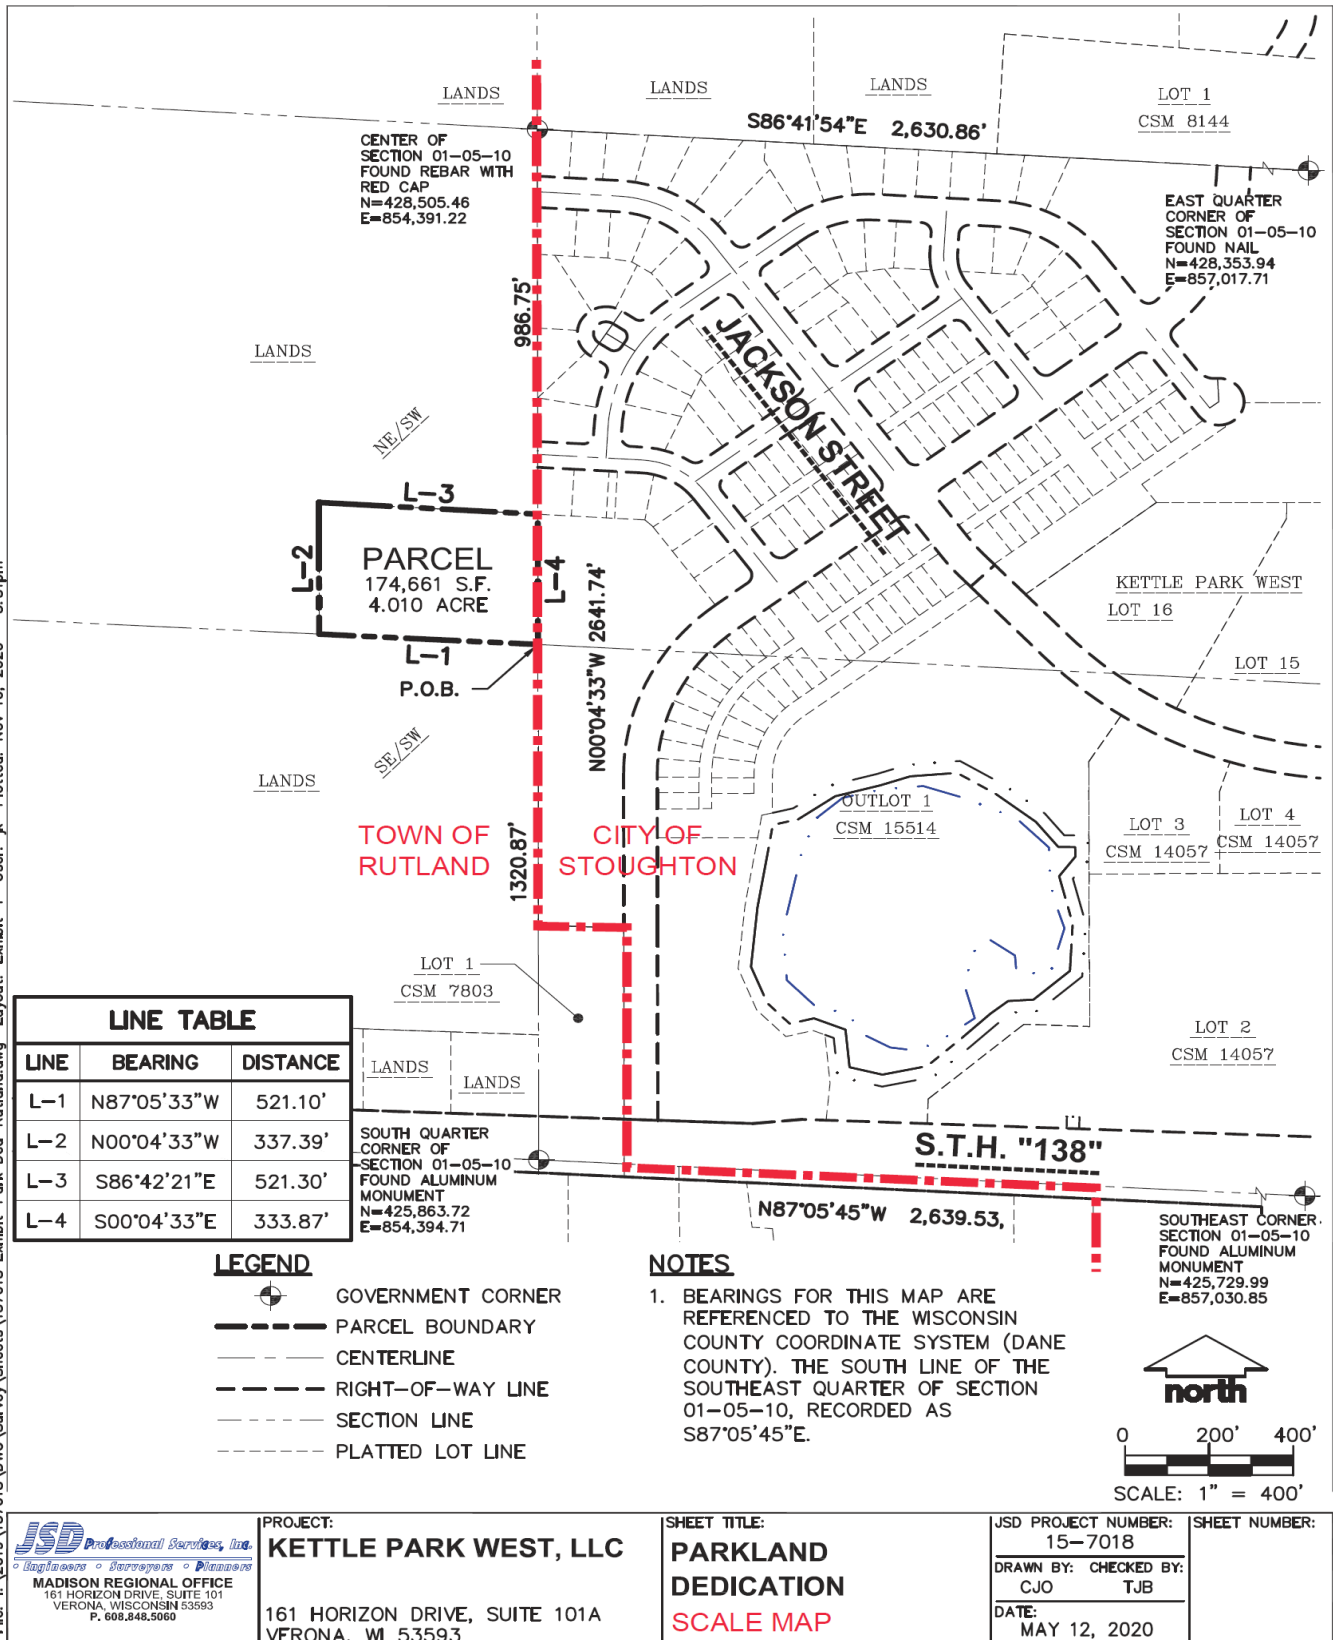 LANDS
LANDS
LANDS
LOT 1
CSM 8144
S86°41'54"E 2,630.86'
CENTER OF
SECTION 01-05-10
FOUND REBAR WITH
RED CAP
N=428,505.46
E=854,391.22
EAST QUARTER
CORNER OF
SECTION 01-05-10
FOUND NAIL
N=428,353.94
E=857,017.71
986.75'
LANDS
JACKSON STREET
NE/SW
L-3
L-2
PARCEL
174,661 S.F.
4.010 ACRE
L-4
L-1
P.O.B.
N00°04'33"W 2641.74'
KETTLE PARK WEST
LOT 16
LOT 15
SE/SW
LANDS
TOWN OF
RUTLAND
1320.87'
CITY OF
STOUGHTON
OUTLOT 1
CSM 15514
LOT 3
CSM 14057
LOT 4
CSM 14057
LOT 1
CSM 7803
LOT 2
CSM 14057
LANDS
LANDS
LINE TABLE
LINE BEARING DISTANCE
L-1 N87°05'33"W 521.10'
L-2 N00°04'33"W 337.39'
L-3 S86°42'21"E 521.30'
L-4 S00°04'33"E 333.87'
SOUTH QUARTER
CORNER OF
SECTION 01-05-10
FOUND ALUMINUM
MONUMENT
N=425,863.72
E=854,394.71
S.T.H. "138"
N87°05'45"W 2,639.53,
SOUTHEAST CORNER
SECTION 01-05-10
FOUND ALUMINUM
MONUMENT
N=425,729.99
E=857,030.85
LEGEND
GOVERNMENT CORNER
PARCEL BOUNDARY
CENTERLINE
RIGHT-OF-WAY LINE
SECTION LINE
PLATTED LOT LINE
NOTES
1. BEARINGS FOR THIS MAP ARE
REFERENCED TO THE WISCONSIN
COUNTY COORDINATE SYSTEM (DANE
COUNTY). THE SOUTH LINE OF THE
SOUTHEAST QUARTER OF SECTION
01-05-10, RECORDED AS
S87°05'45"E.
north
0 200' 400'
SCALE: 1" = 400'
JSD Professional Services, Inc.
• Engineers • Surveyors • Planners
MADISON REGIONAL OFFICE
161 HORIZON DRIVE, SUITE 101
VERONA, WISCONSIN 53593
P. 608.848.5060
PROJECT:
KETTLE PARK WEST, LLC
161 HORIZON DRIVE, SUITE 101A
VERONA, WI 53593
SHEET TITLE:
PARKLAND
DEDICATION
SCALE MAP
JSD PROJECT NUMBER:
15-7018
DRAWN BY: CHECKED BY:
CJO TJB
DATE:
MAY 12, 2020
SHEET NUMBER: